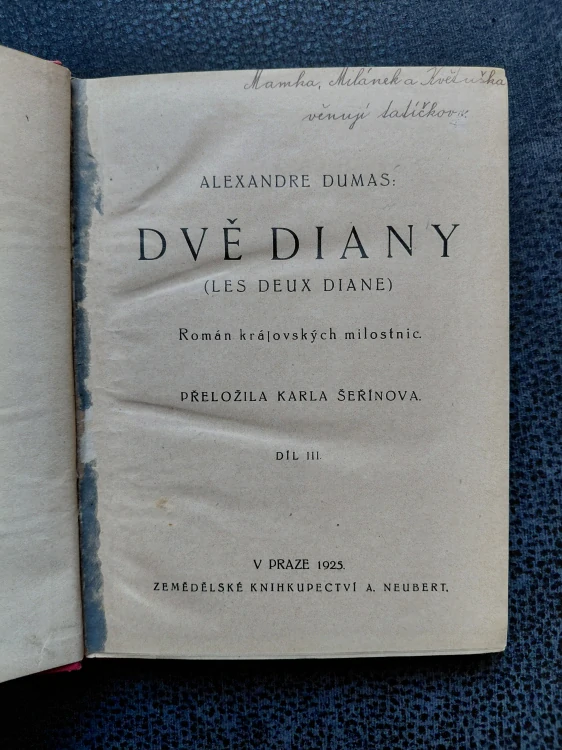 Mamka, Milánek a Květuška
věnují tatíčkovi.
ALEXANDRE DUMAS:
DVĚ DIANY
(LES DEUX DIANE)
Román krájovských milostnic.
PŘELOŽILA KARLA ŠEŘÍNOVA.
DÍL III.
V PRAZE 1925.
ZEMĚDĚLSKÉ KNIHKUPECTVÍ A. NEUBERT.